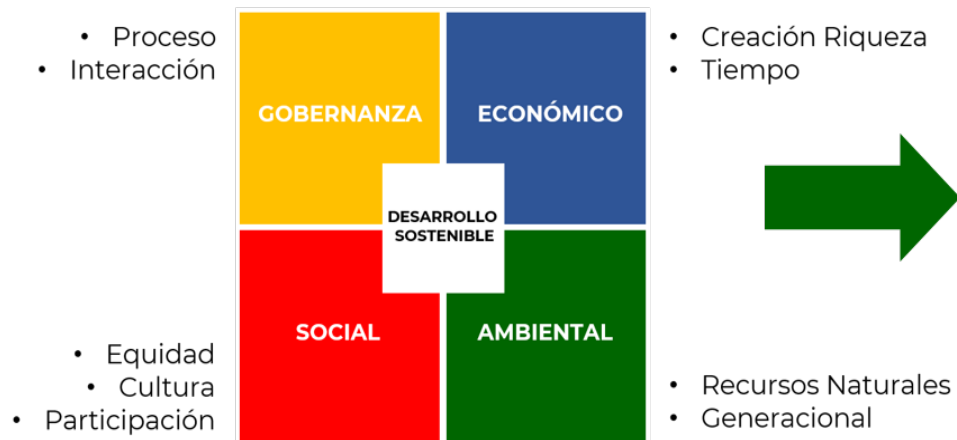 • Proceso
• Interacción
GOBERNANZA
ECONÓMICO
• Creación Riqueza
• Tiempo
DESARROLLO
SOSTENIBLE
SOCIAL
AMBIENTAL
• Equidad
• Cultura
• Participación
• Recursos Naturales
• Generacional